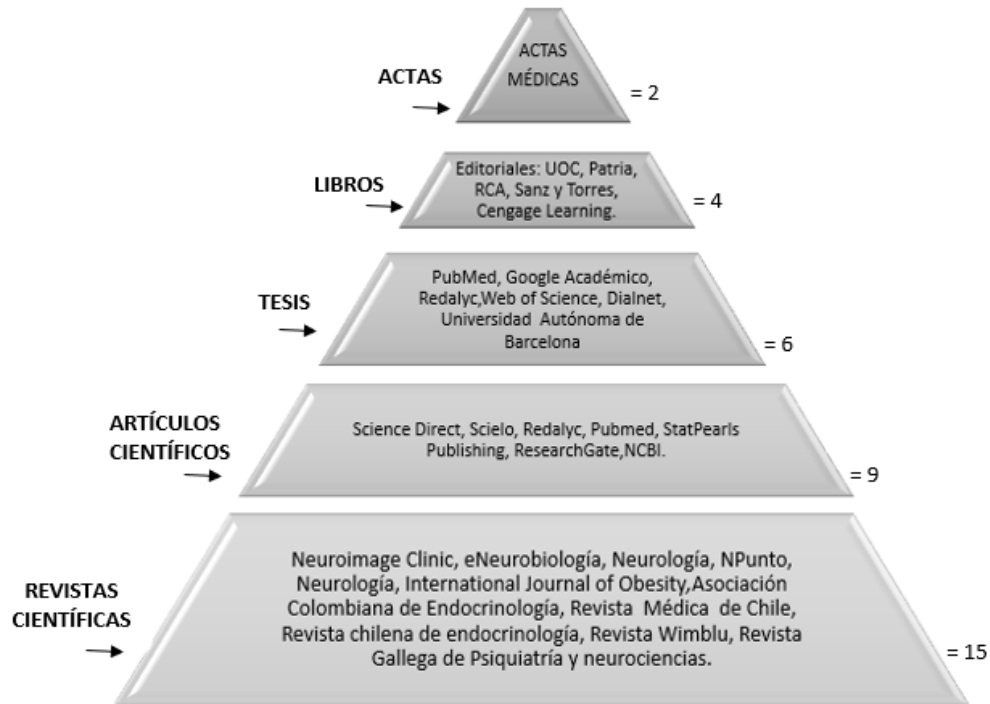 ACTAS
MÉDICAS
ACTAS
= 2
Editoriales: UOC, Patria,
RCA, Sanz y Torres,
Cengage Learning.
LIBROS
= 4
PubMed, Google Académico,
Redalyc,Web of Science, Dialnet,
Universidad Autónoma de
Barcelona
TESIS
= 6
ARTÍCULOS
CIENTÍFICOS
Science Direct, Scielo, Redalyc, Pubmed, StatPearls
Publishing, ResearchGate,NCBI.
= 9
Neuroimage Clinic, eNeurobiología, Neurología, NPunto,
Neurología, International Journal of Obesity,Asociación
Colombiana de Endocrinología, Revista Médica de Chile,
Revista chilena de endocrinología, Revista Wimblu, Revista
Gallega de Psiquiatría y neurociencias.
REVISTAS
CIENTÍFICAS
= 15